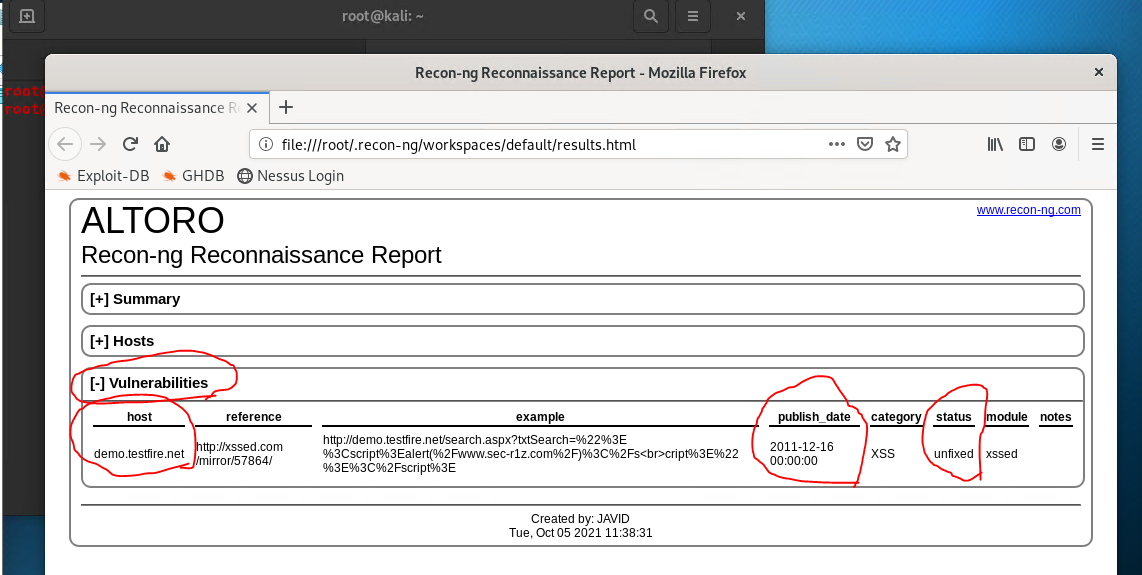 root@kali: ~
Recon-ng Reconnaissance Report - Mozilla Firefox
Recon-ng Reconnaissance R
file:///root/.recon-ng/workspaces/default/results.html
Exploit-DB GHDB Nessus Login
ALTORO
www.recon-ng.com
Recon-ng Reconnaissance Report
[+] Summary
[+] Hosts
[-] Vulnerabilities
host reference example publish_date category status module notes
demo.testfire.net http://xssed.com/mirror/57864/ http://demo.testfire.net/search.aspx?txtSearch=%22%3E
%3Cscript%3Ealert(%2Fwww.sec-r1z.com%2F)%3C%2Fs<br>cript%3E%22
%3E%3C%2Fscript%3E
2011-12-16
00:00:00
XSS unfixed xssed
Created by: JAVID
Tue, Oct 05 2021 11:38:31